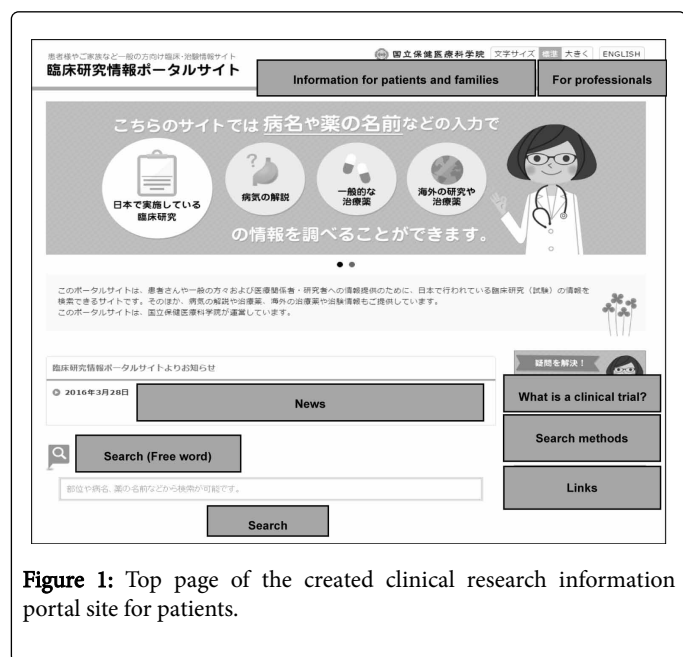 患者様やご家族など一般の方向け臨床・治験情報サイト
臨床研究情報ポータルサイト
国立保健医療科学院 文字サイズ 標準 大きく ENGLISH
Information for patients and families
For professionals
こちらのサイトでは 病名や薬の名前などの入力で
日本で実施している
臨床研究
?
病気の解説
一般的な
治療薬
海外の研究や
治療薬
の情報を調べることができます。
このポータルサイトは、患者さんや一般の方々および医療関係者・研究者への情報提供のために、日本で行われている臨床研究（試験）の情報を
検索できるサイトです。そのほか、病気の解説や治療薬、海外の治療薬や治験情報もご提供しています。
このポータルサイトは、国立保健医療科学院が運営しています。
臨床研究情報ポータルサイトよりお知らせ
2016年3月28日
News
疑問を解決！
What is a clinical trial?
Search methods
Links
Search (Free word)
部位や病名、薬の名前などから検索が可能です。
Search
Figure 1: Top page of the created clinical research information
portal site for patients.